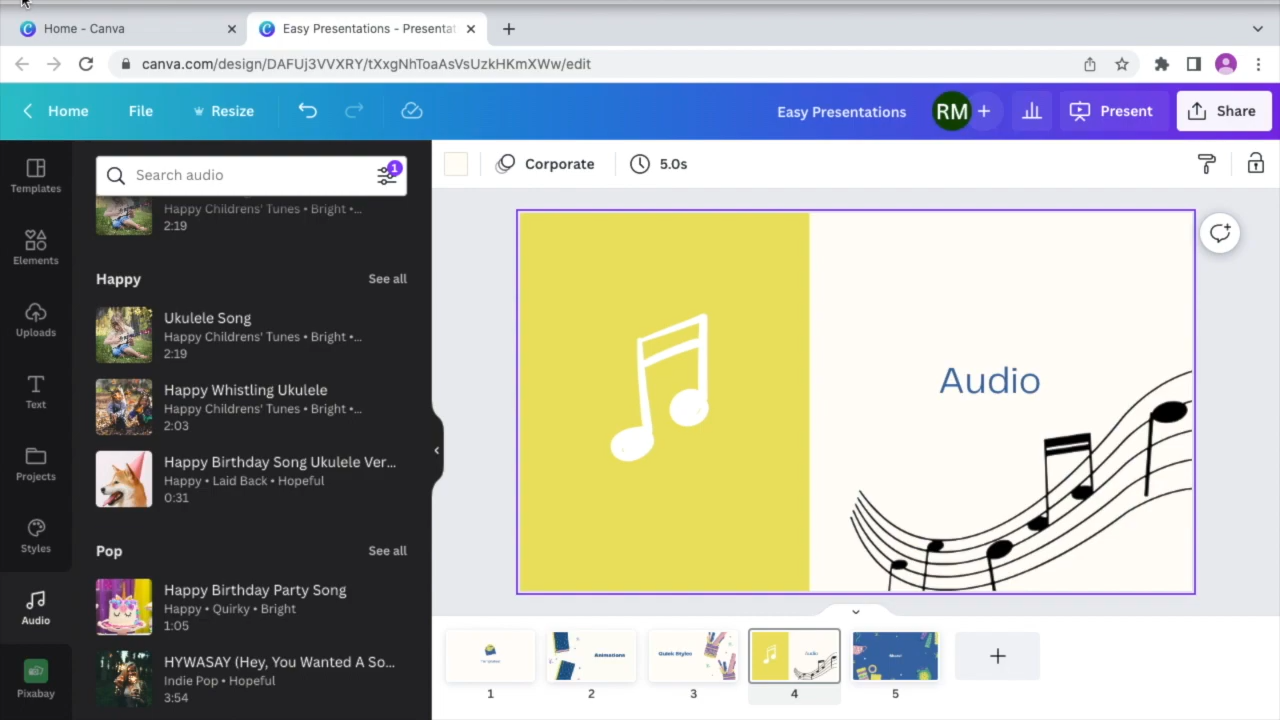 Home - Canva
Easy Presentations - Presentat
canva.com/design/DAFUj3VVXRY/tXxgNhToaAsVsUzkHKmXWw/edit
Home
File
Resize
Easy Presentations
RM
Present
Share
Templates
Elements
Uploads
Text
Projects
Styles
Audio
Pixabay
Search audio
1
Happy Childrens' Tunes • Bright •...
2:19
Happy
See all
Ukulele Song
Happy Childrens' Tunes • Bright •...
2:19
Happy Whistling Ukulele
Happy Childrens' Tunes • Bright •...
2:03
Happy Birthday Song Ukulele Ver...
Happy • Laid Back • Hopeful
0:31
Pop
See all
Happy Birthday Party Song
Happy • Quirky • Bright
1:05
HYWASAY (Hey, You Wanted A So...
Indie Pop • Hopeful
3:54
Corporate
5.0s
Audio
Animations
Quick Styles
Audio
1
2
3
4
5